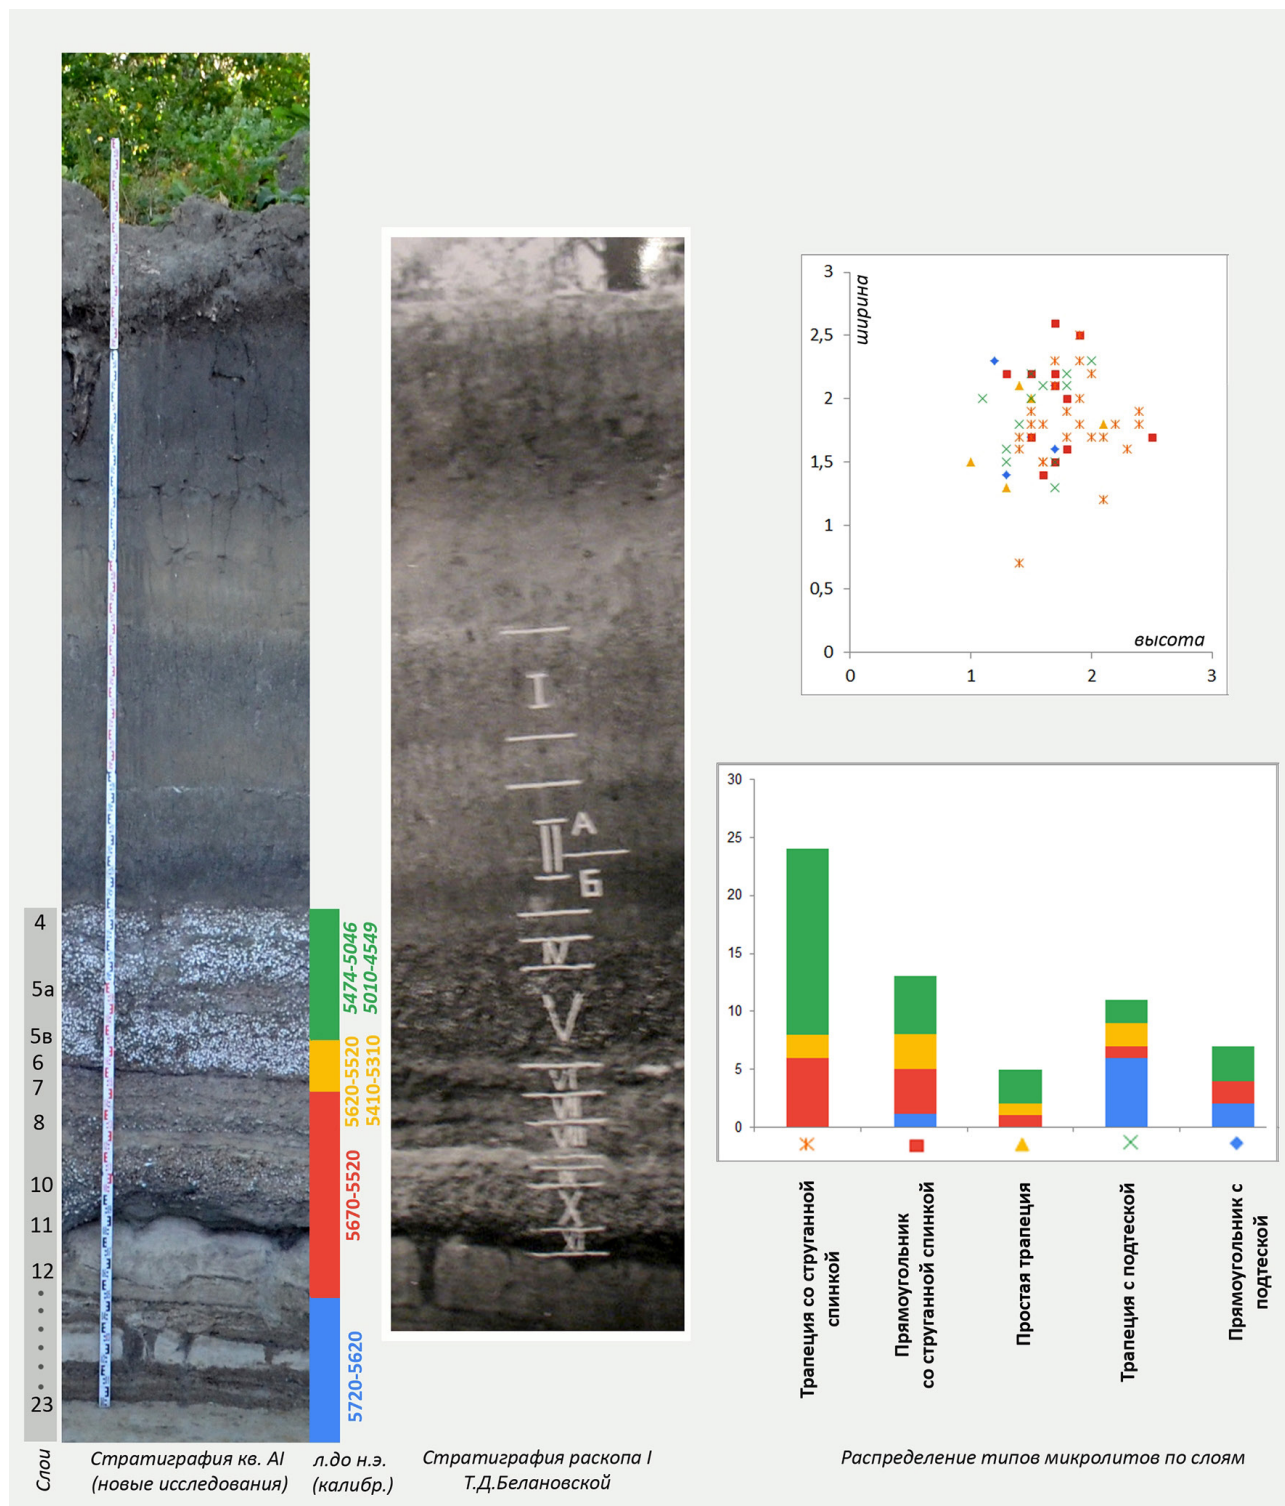 4
5а
5в
6
7
8
10
11
12
23
Слои
5474-5046
5010-4549
5620-5520
5410-5310
5670-5520
5720-5620
Стратиграфия кв. АI
(новые исследования)
л.до н.э.
(калибр.)
I
А
II
Б
IV
V
VI
X
Стратиграфия раскопа I
Т.Д.Белановской
ширина
3
2,5
2
1,5
1
0,5
0
высота
0
1
2
3
30
25
20
15
10
5
0
Трапеция со струганной
спинкой
Прямоугольник
со струганной спинкой
Простая трапеция
Трапеция с подтеской
Прямоугольник с
подтеской
Распределение типов микролитов по слоям